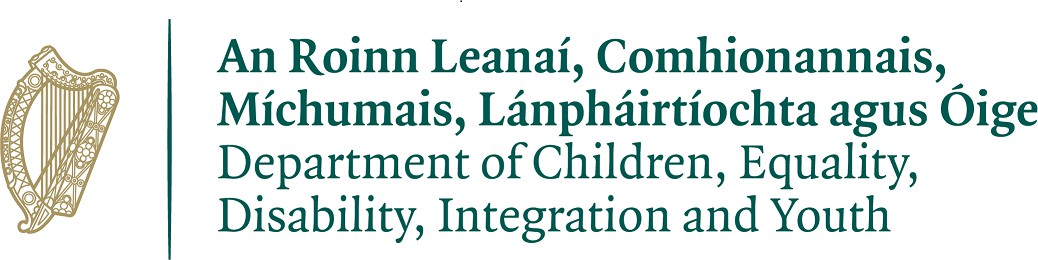 An Roinn Leanaí, Comhionannais,
Míchumais, Lánpháirtíochta agus Óige
Department of Children, Equality,
Disability, Integration and Youth